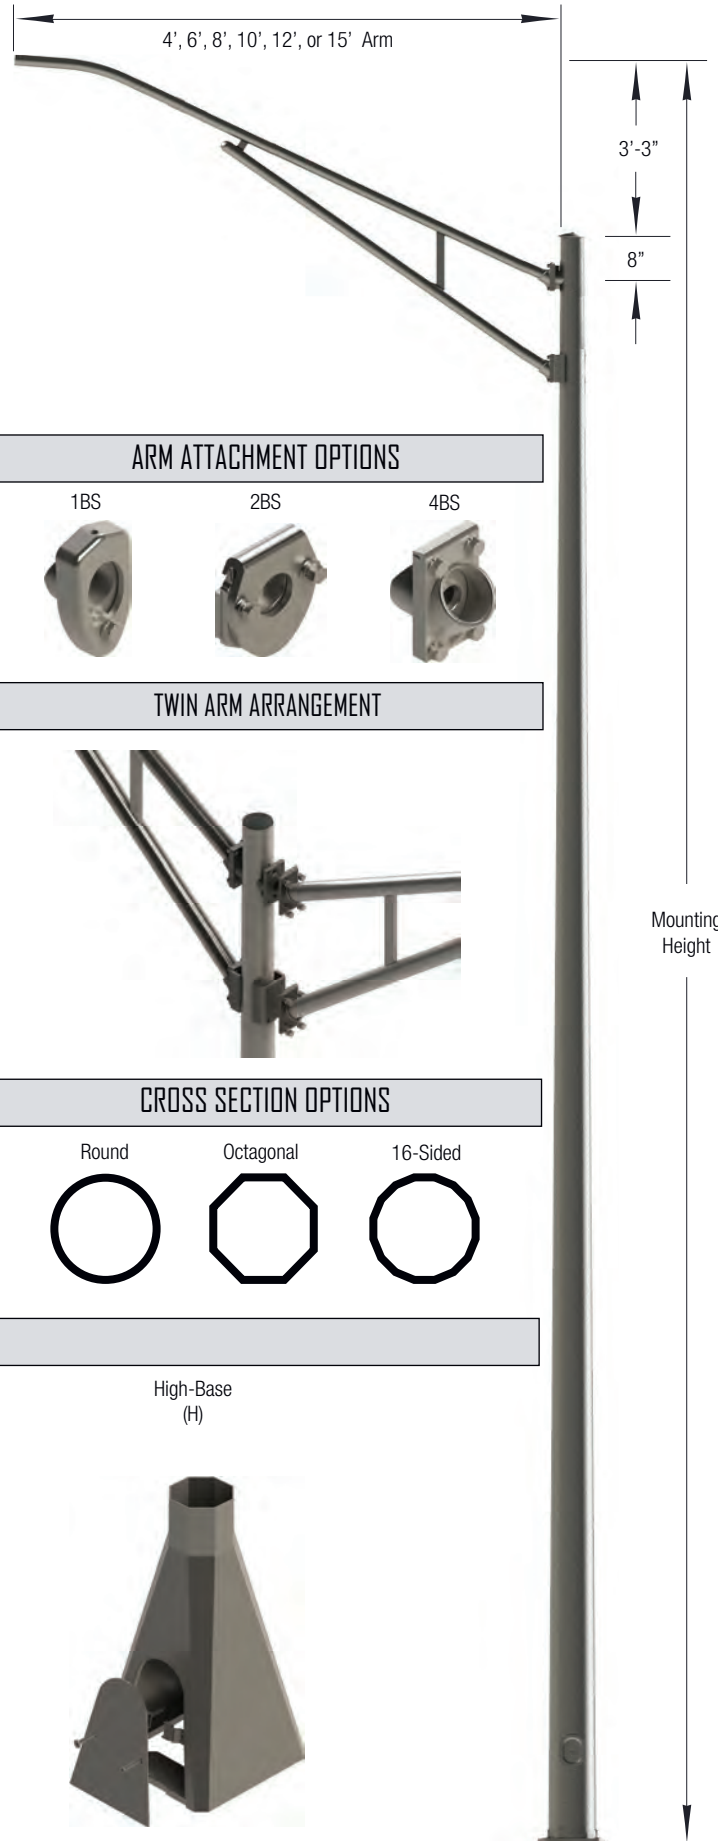 4’, 6’, 8’, 10’, 12’, or 15’ Arm
3’-3”
8”
ARM ATTACHMENT OPTIONS
1BS
2BS
4BS
TWIN ARM ARRANGEMENT
Mounting
Height
CROSS SECTION OPTIONS
Round
Octagonal
16-Sided
High-Base
(H)